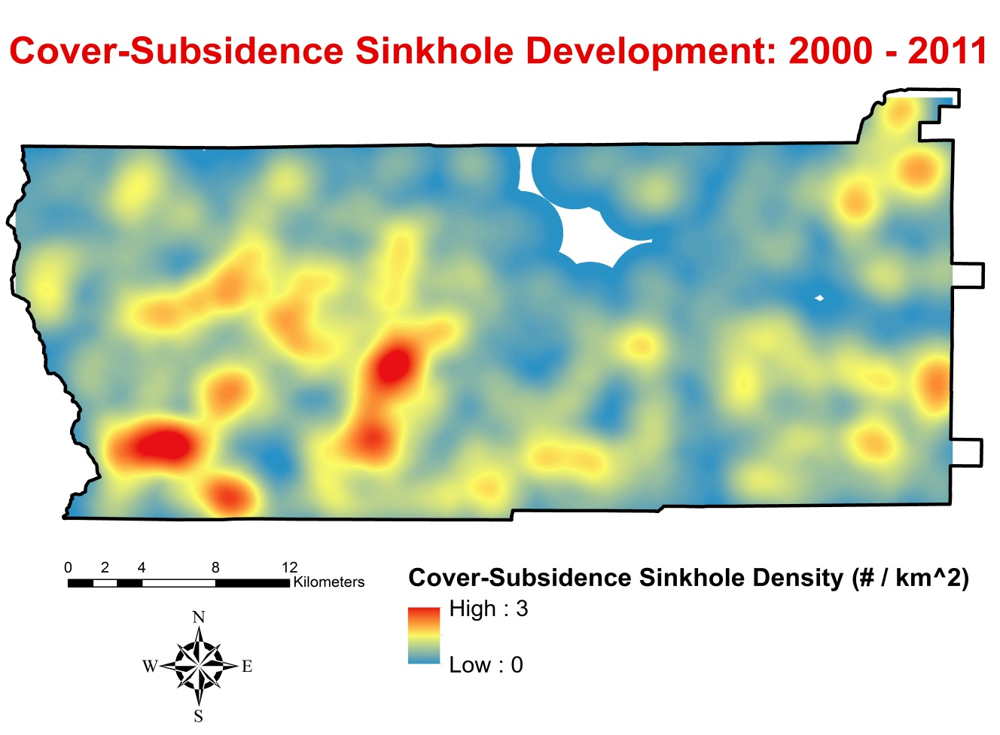 Cover-Subsidence Sinkhole Development: 2000 - 2011
0 2 4 8 12
Kilometers
Cover-Subsidence Sinkhole Density (# / km^2)
High : 3
Low : 0
N
W E
S